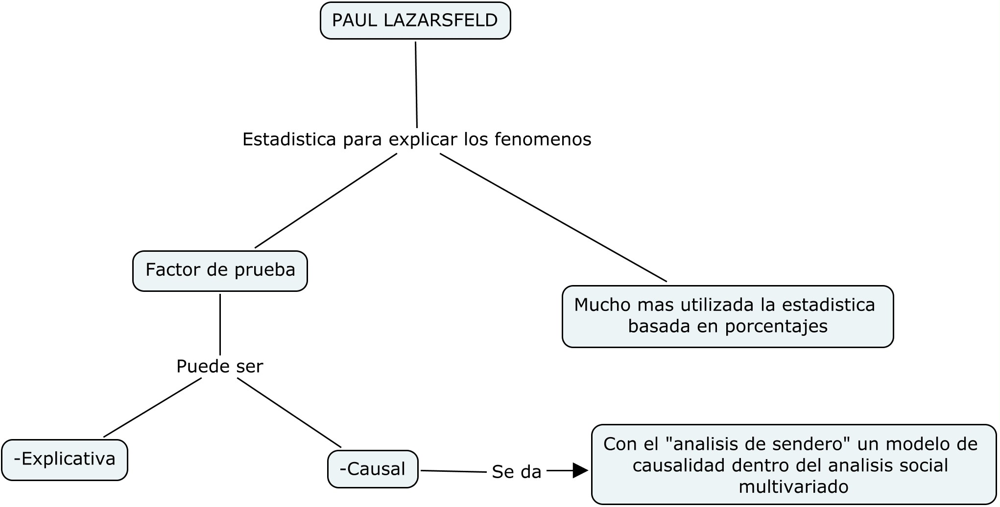 PAUL LAZARSFELD
Estadistica para explicar los fenomenos
Factor de prueba
Mucho mas utilizada la estadistica
basada en porcentajes
Puede ser
-Explicativa
-Causal
Se da
Con el "analisis de sendero" un modelo de
causalidad dentro del analisis social
multivariado